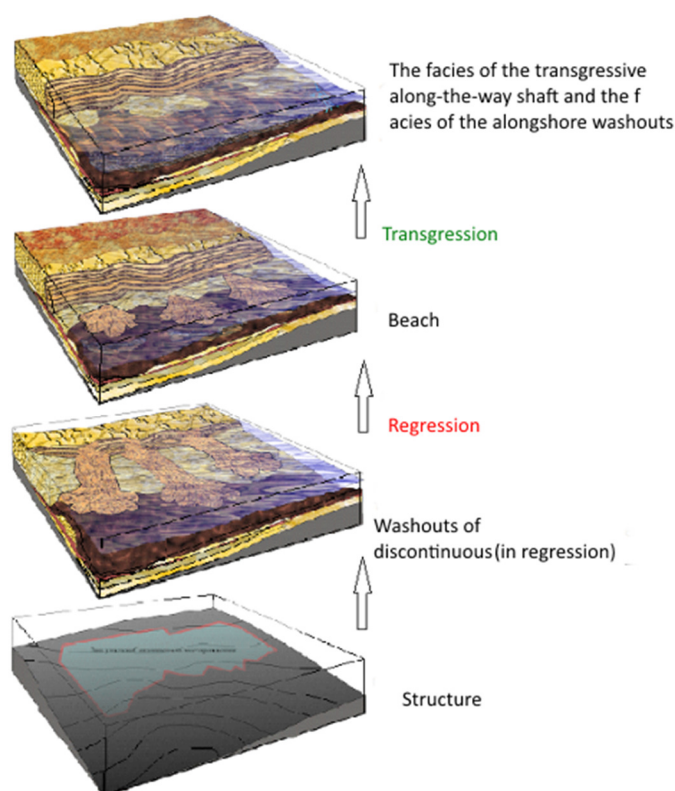 The facies of the transgressive
along-the-way shaft and the f
acies of the alongshore washouts
Transgression
Beach
Regression
Washouts of
discontinuous(in regression)
Structure